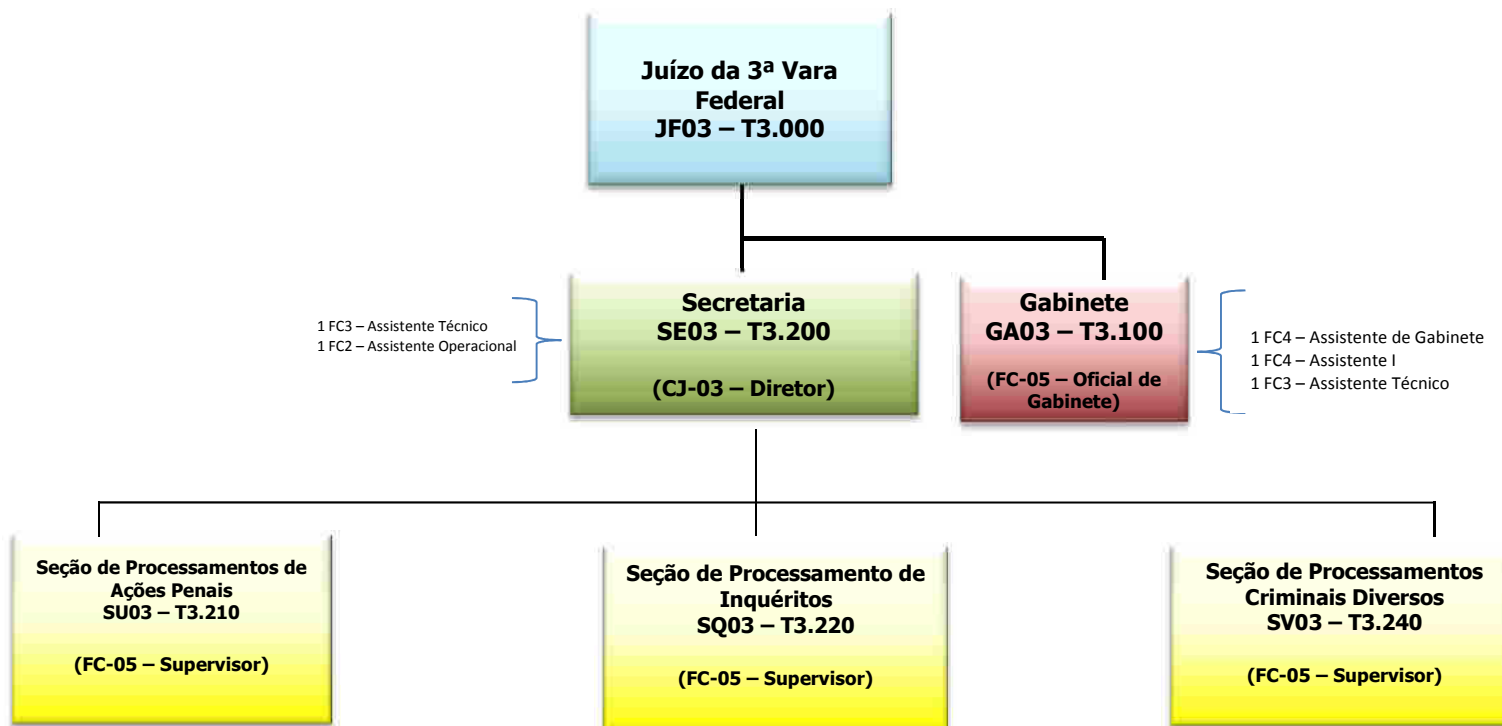 Juízo da 3ª Vara
Federal
JF03 – T3.000
1 FC3 – Assistente Técnico
1 FC2 – Assistente Operacional
Secretaria
SE03 – T3.200
(CJ-03 – Diretor)
Gabinete
GA03 – T3.100
(FC-05 – Oficial de
Gabinete)
1 FC4 – Assistente de Gabinete
1 FC4 – Assistente I
1 FC3 – Assistente Técnico
Seção de Processamentos de
Ações Penais
SU03 – T3.210
(FC-05 – Supervisor)
Seção de Processamento de
Inquéritos
SQ03 – T3.220
(FC-05 – Supervisor)
Seção de Processamentos
Criminais Diversos
SV03 – T3.240
(FC-05 – Supervisor)